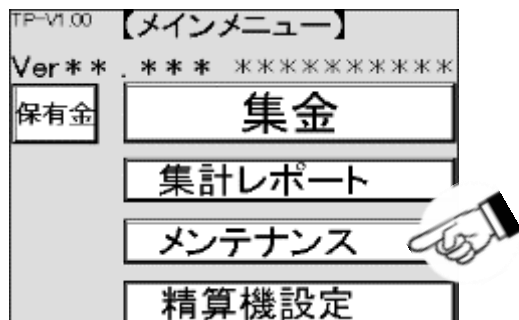 TP-V1.00 【メインメニュー】
Ver**.*** **********
保有金 集金
集計レポート
メンテナンス
精算機設定